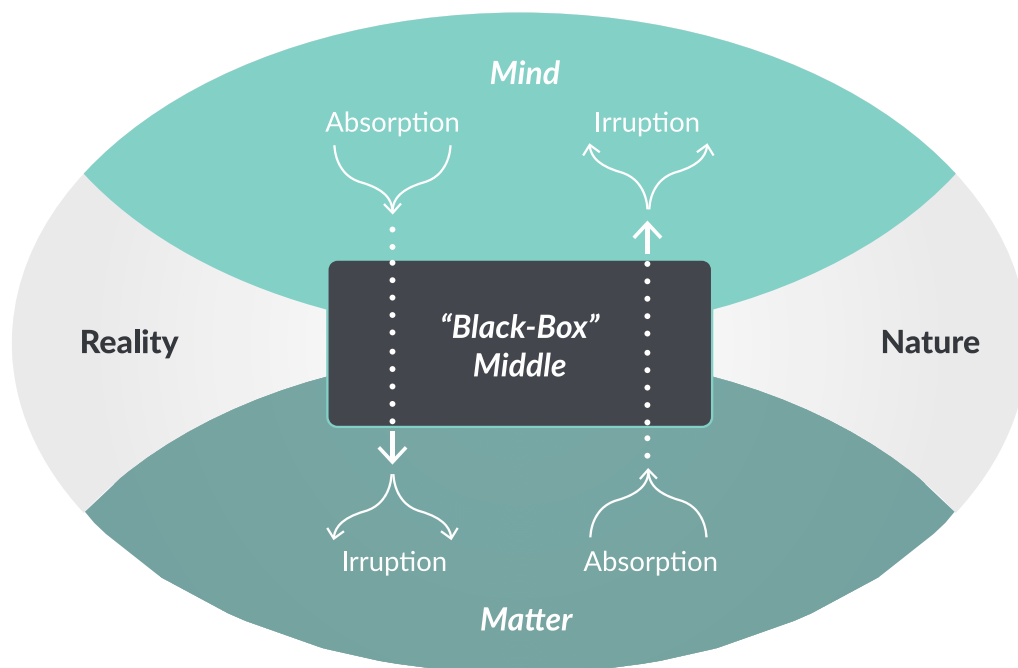 Mind
Absorption
Irruption
“Black-Box”
Middle
Reality
Nature
Irruption
Absorption
Matter